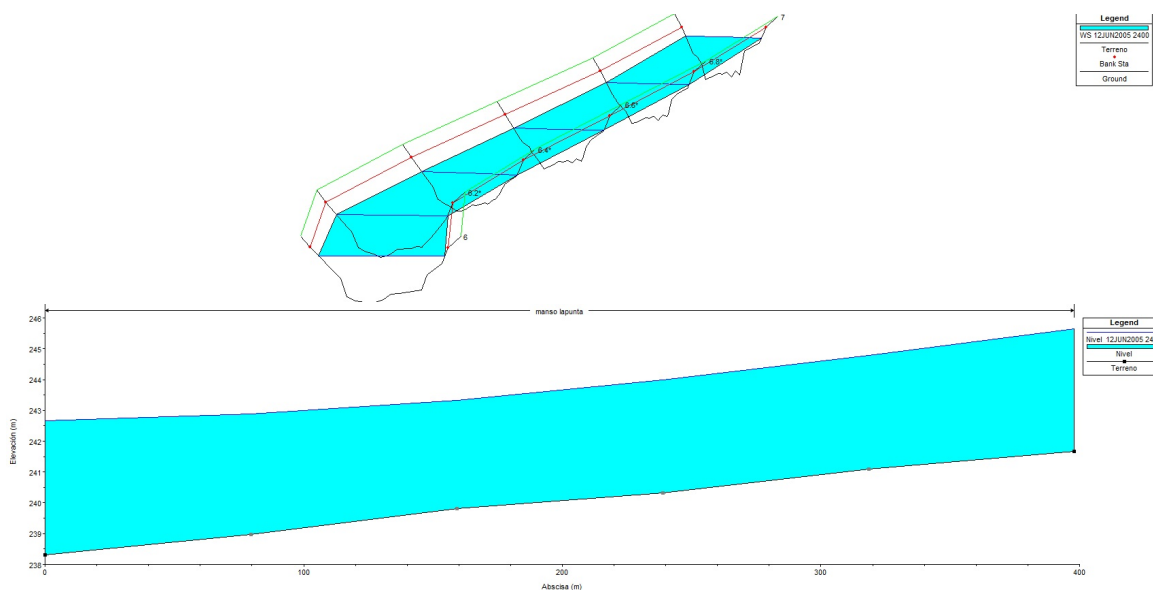 7
6.8*
6.6*
6.4*
6.2*
6
Legend
WS 12JUN2005 2400
Terreno
Bank Sta
Ground
manso lapunta
246
245
244
243
242
241
240
239
238
Elevación (m)
0
100
200
300
400
Abscisa (m)
Legend
Nivel 12JUN2005 24
Nivel
Terreno